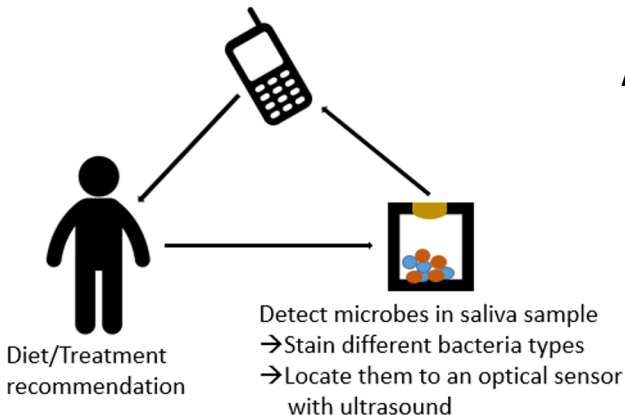 Detect microbes in saliva sample
→Stain different bacteria types
→Locate them to an optical sensor
with ultrasound
Diet/Treatment
recommendation